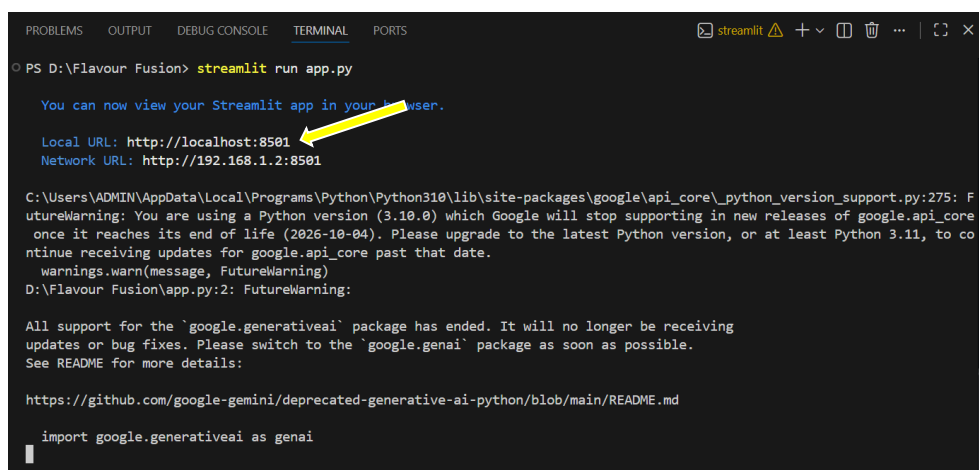 PROBLEMS OUTPUT DEBUG CONSOLE TERMINAL PORTS streamlit
PS D:\Flavour Fusion> streamlit run app.py
You can now view your Streamlit app in your browser.
Local URL: http://localhost:8501
Network URL: http://192.168.1.2:8501
C:\Users\ADMIN\AppData\Local\Programs\Python\Python310\lib\site-packages\google\api_core\_python_version_support.py:275: F
utureWarning: You are using a Python version (3.10.0) which Google will stop supporting in new releases of google.api_core
once it reaches its end of life (2026-10-04). Please upgrade to the latest Python version, or at least Python 3.11, to co
ntinue receiving updates for google.api_core past that date.
warnings.warn(message, FutureWarning)
D:\Flavour Fusion\app.py:2: FutureWarning:
All support for the `google.generativeai` package has ended. It will no longer be receiving
updates or bug fixes. Please switch to the `google.genai` package as soon as possible.
See README for more details:
https://github.com/google-gemini/deprecated-generative-ai-python/blob/main/README.md
import google.generativeai as genai